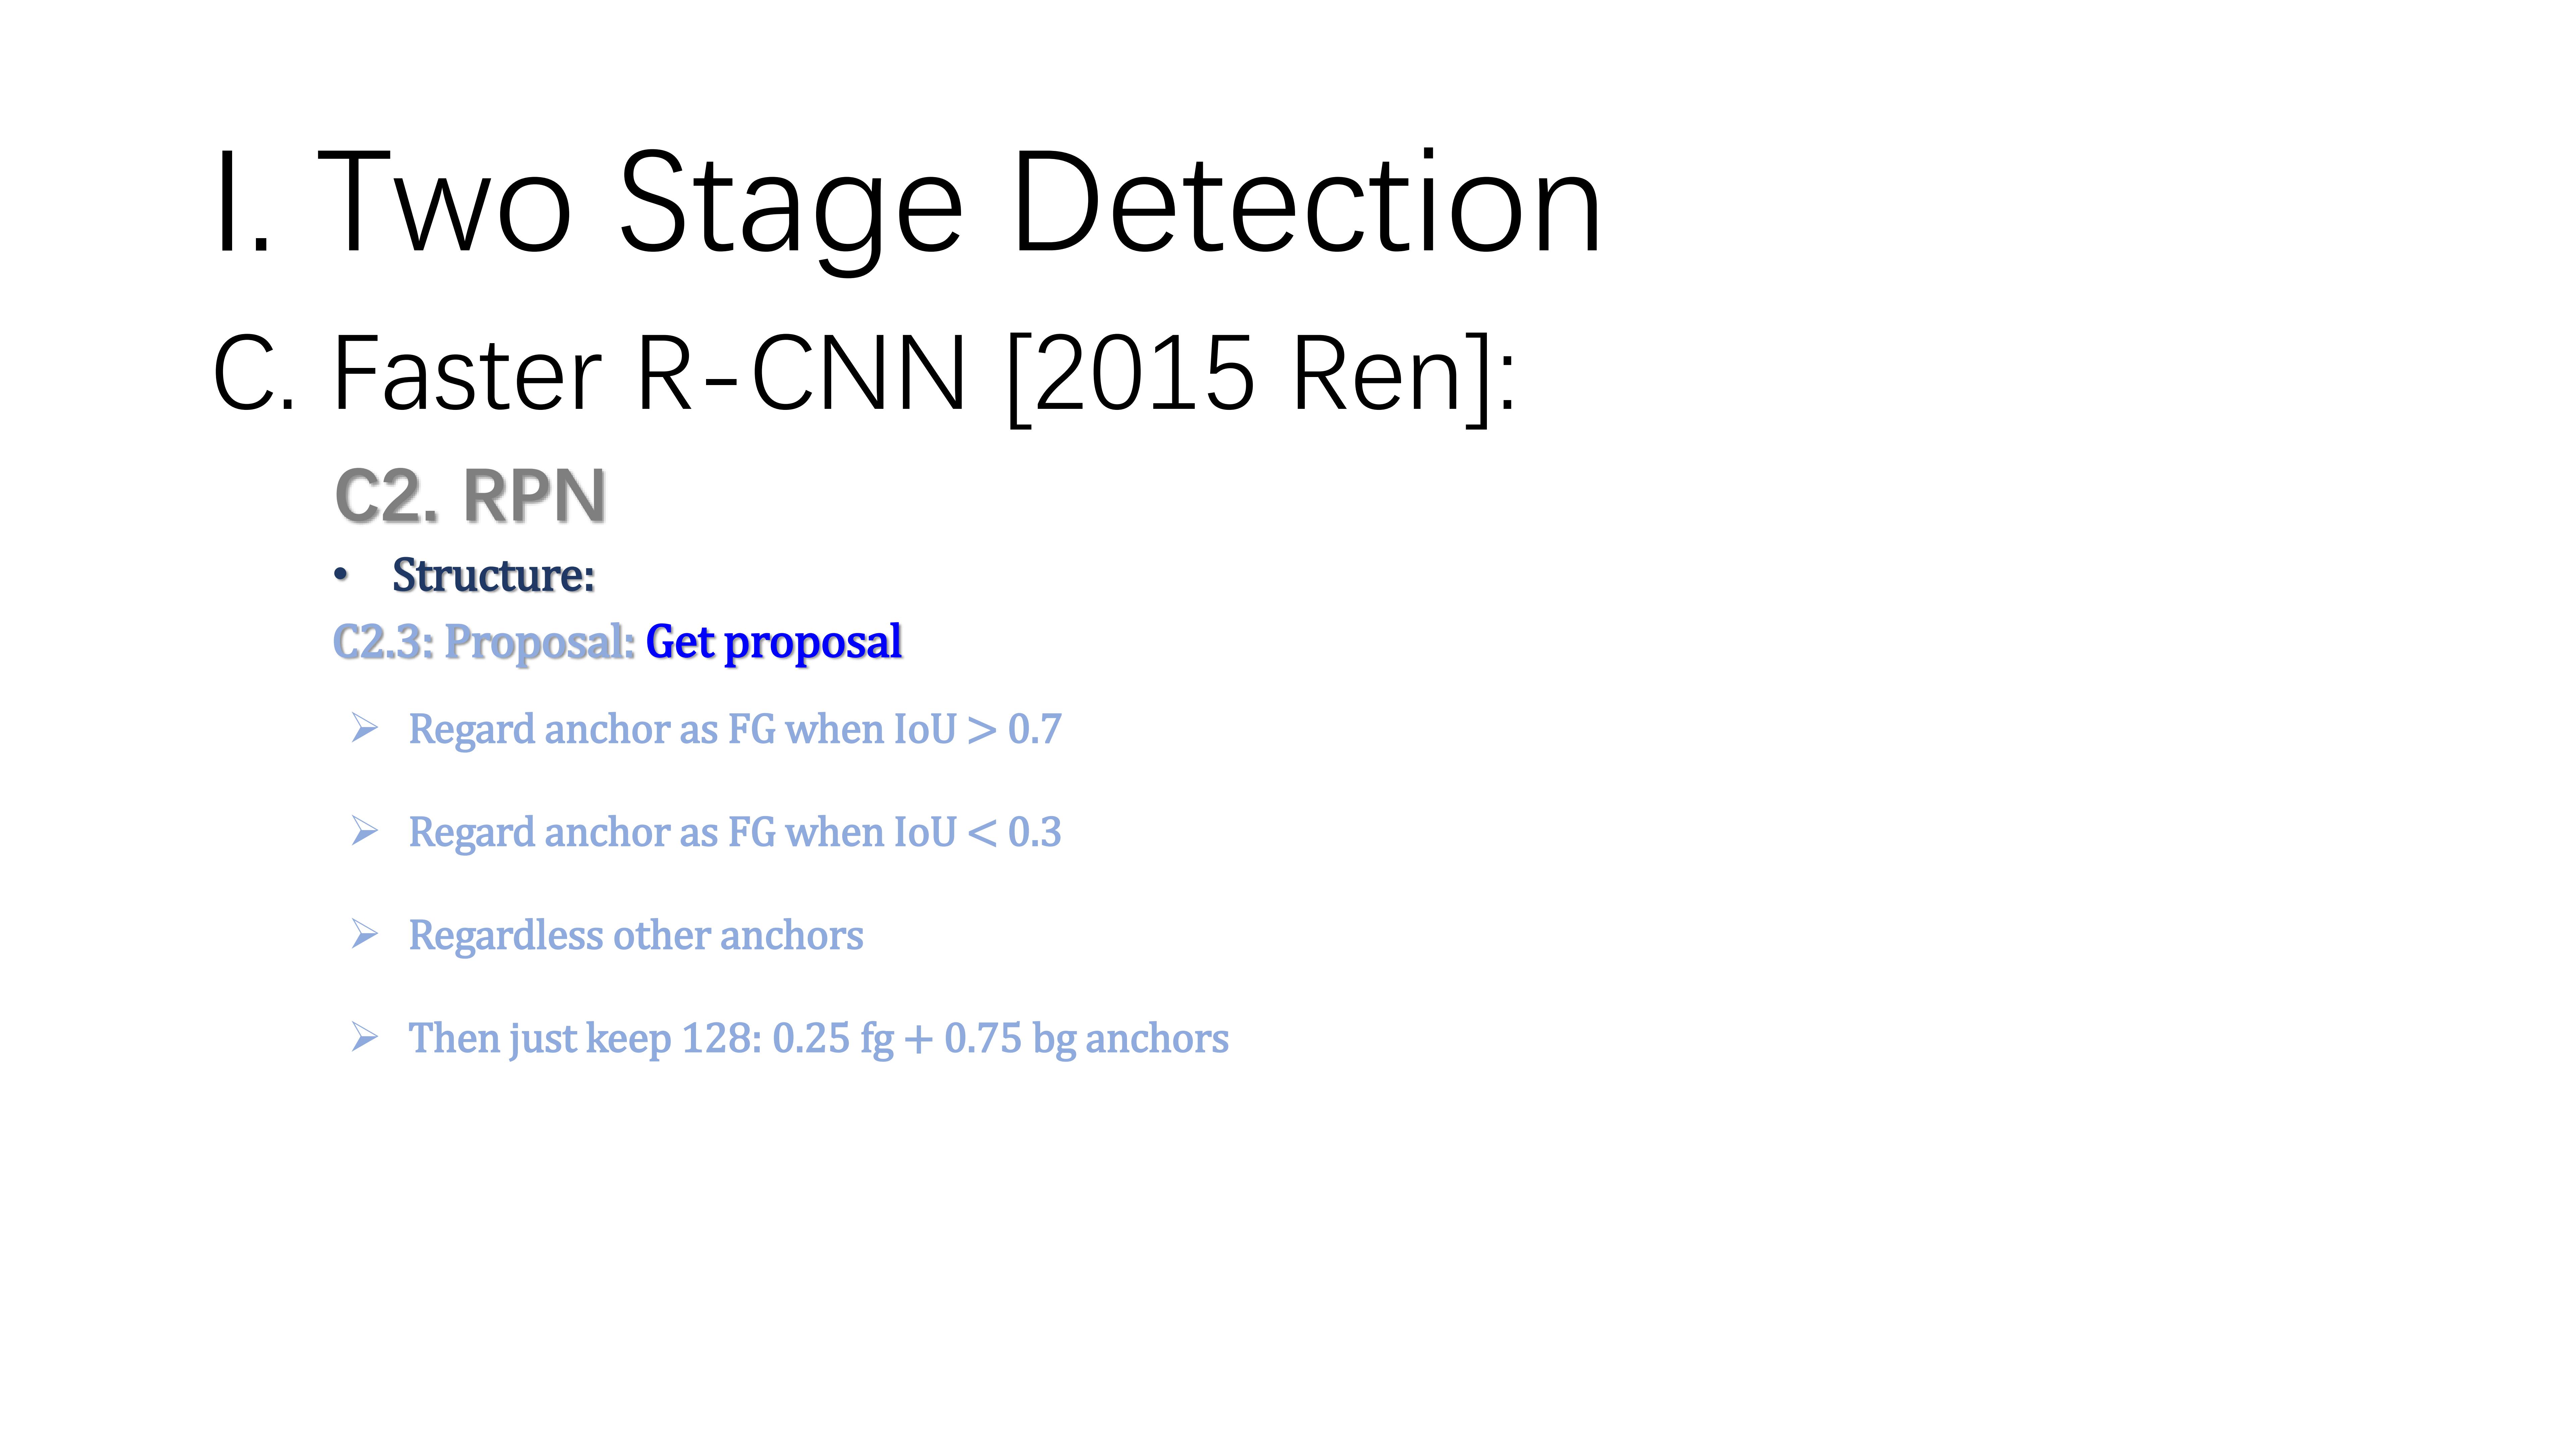 I. Two Stage Detection
C. Faster R-CNN [2015 Ren]:
C2. RPN
• Structure:
C2.3: Proposal: Get proposal
➢ Regard anchor as FG when IoU > 0.7
➢ Regard anchor as FG when IoU < 0.3
➢ Regardless other anchors
➢ Then just keep 128: 0.25 fg + 0.75 bg anchors